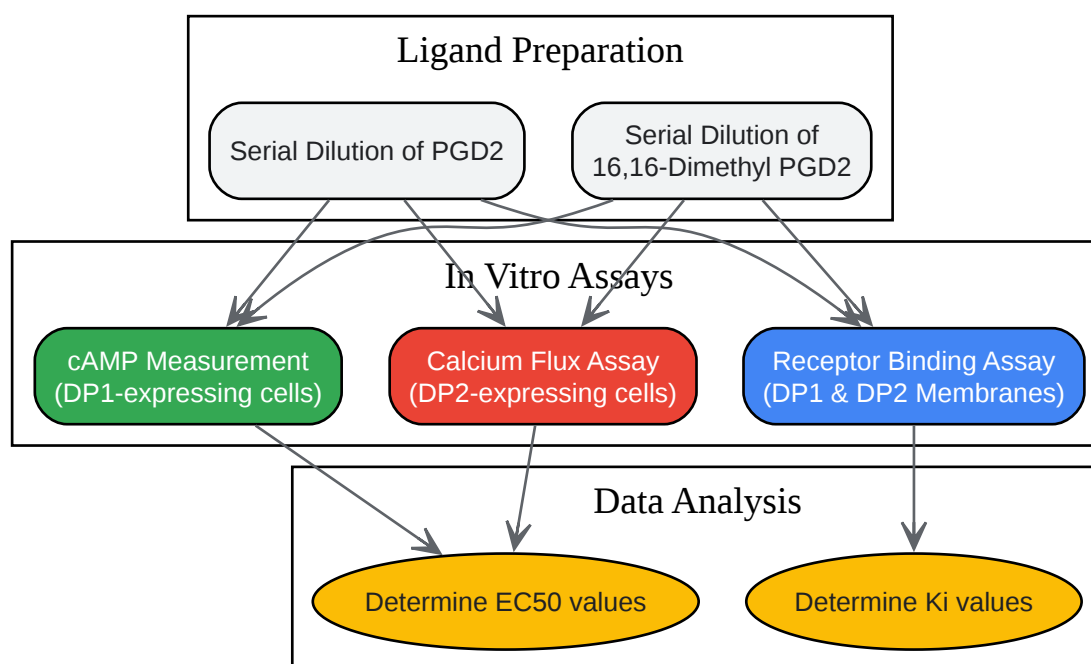 Ligand Preparation
Serial Dilution of PGD2
Serial Dilution of
16,16-Dimethyl PGD2
In Vitro Assays
cAMP Measurement
(DP1-expressing cells)
Calcium Flux Assay
(DP2-expressing cells)
Receptor Binding Assay
(DP1 & DP2 Membranes)
Data Analysis
Determine EC50 values
Determine Ki values